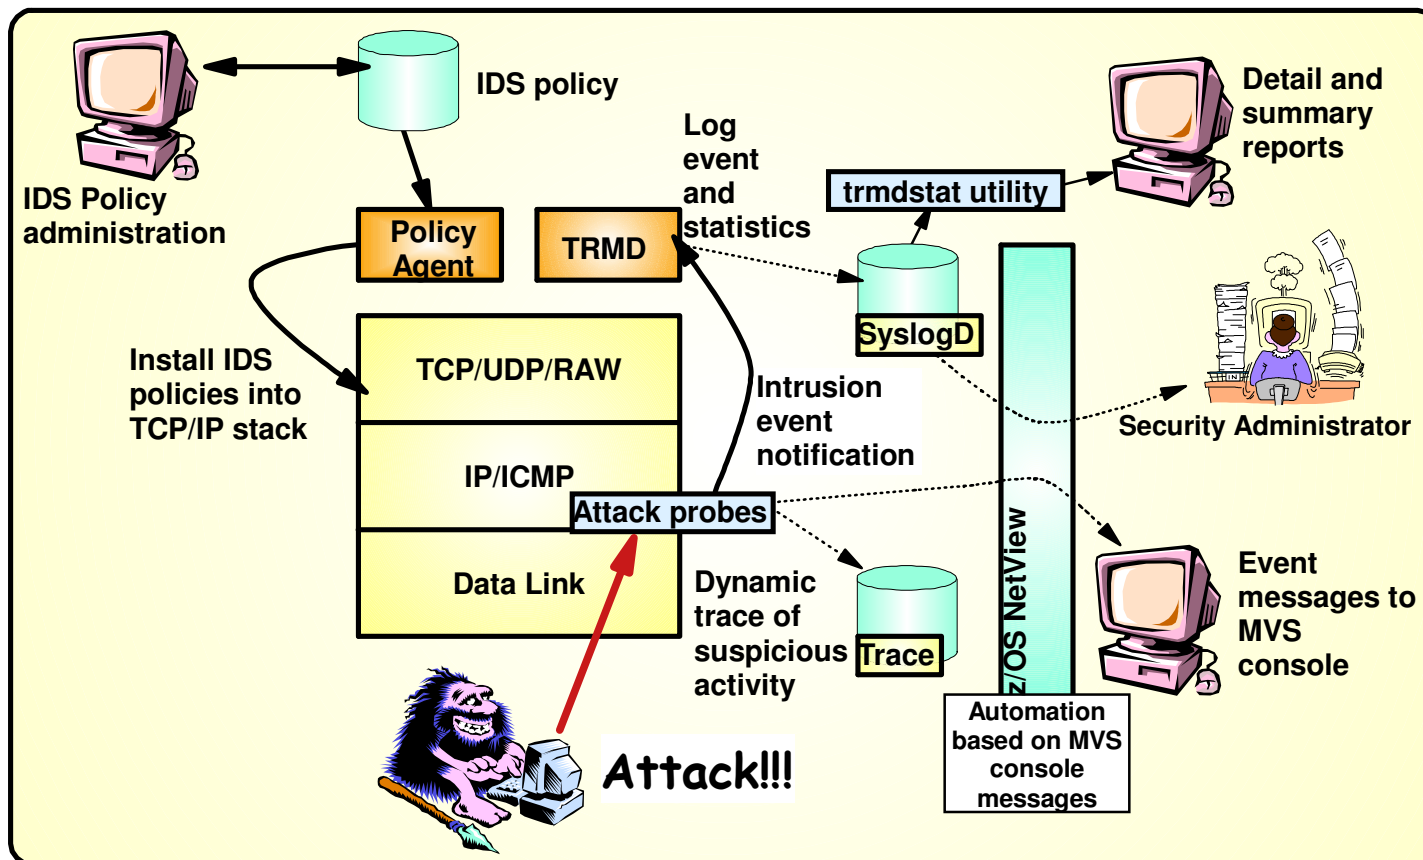 IDS policy
Detail and
summary
reports
IDS Policy
administration
Log
event
and
statistics
trmdstat utility
Policy
Agent
TRMD
SyslogD
Install IDS
policies into
TCP/IP stack
TCP/UDP/RAW
Intrusion
event
notification
IN
Security Administrator
IP/ICMP
Attack probes
Data Link
Dynamic
trace of
suspicious
activity
Trace
z/OS NetView
Event
messages to
MVS
console
Automation
based on MVS
console
messages
Attack!!!